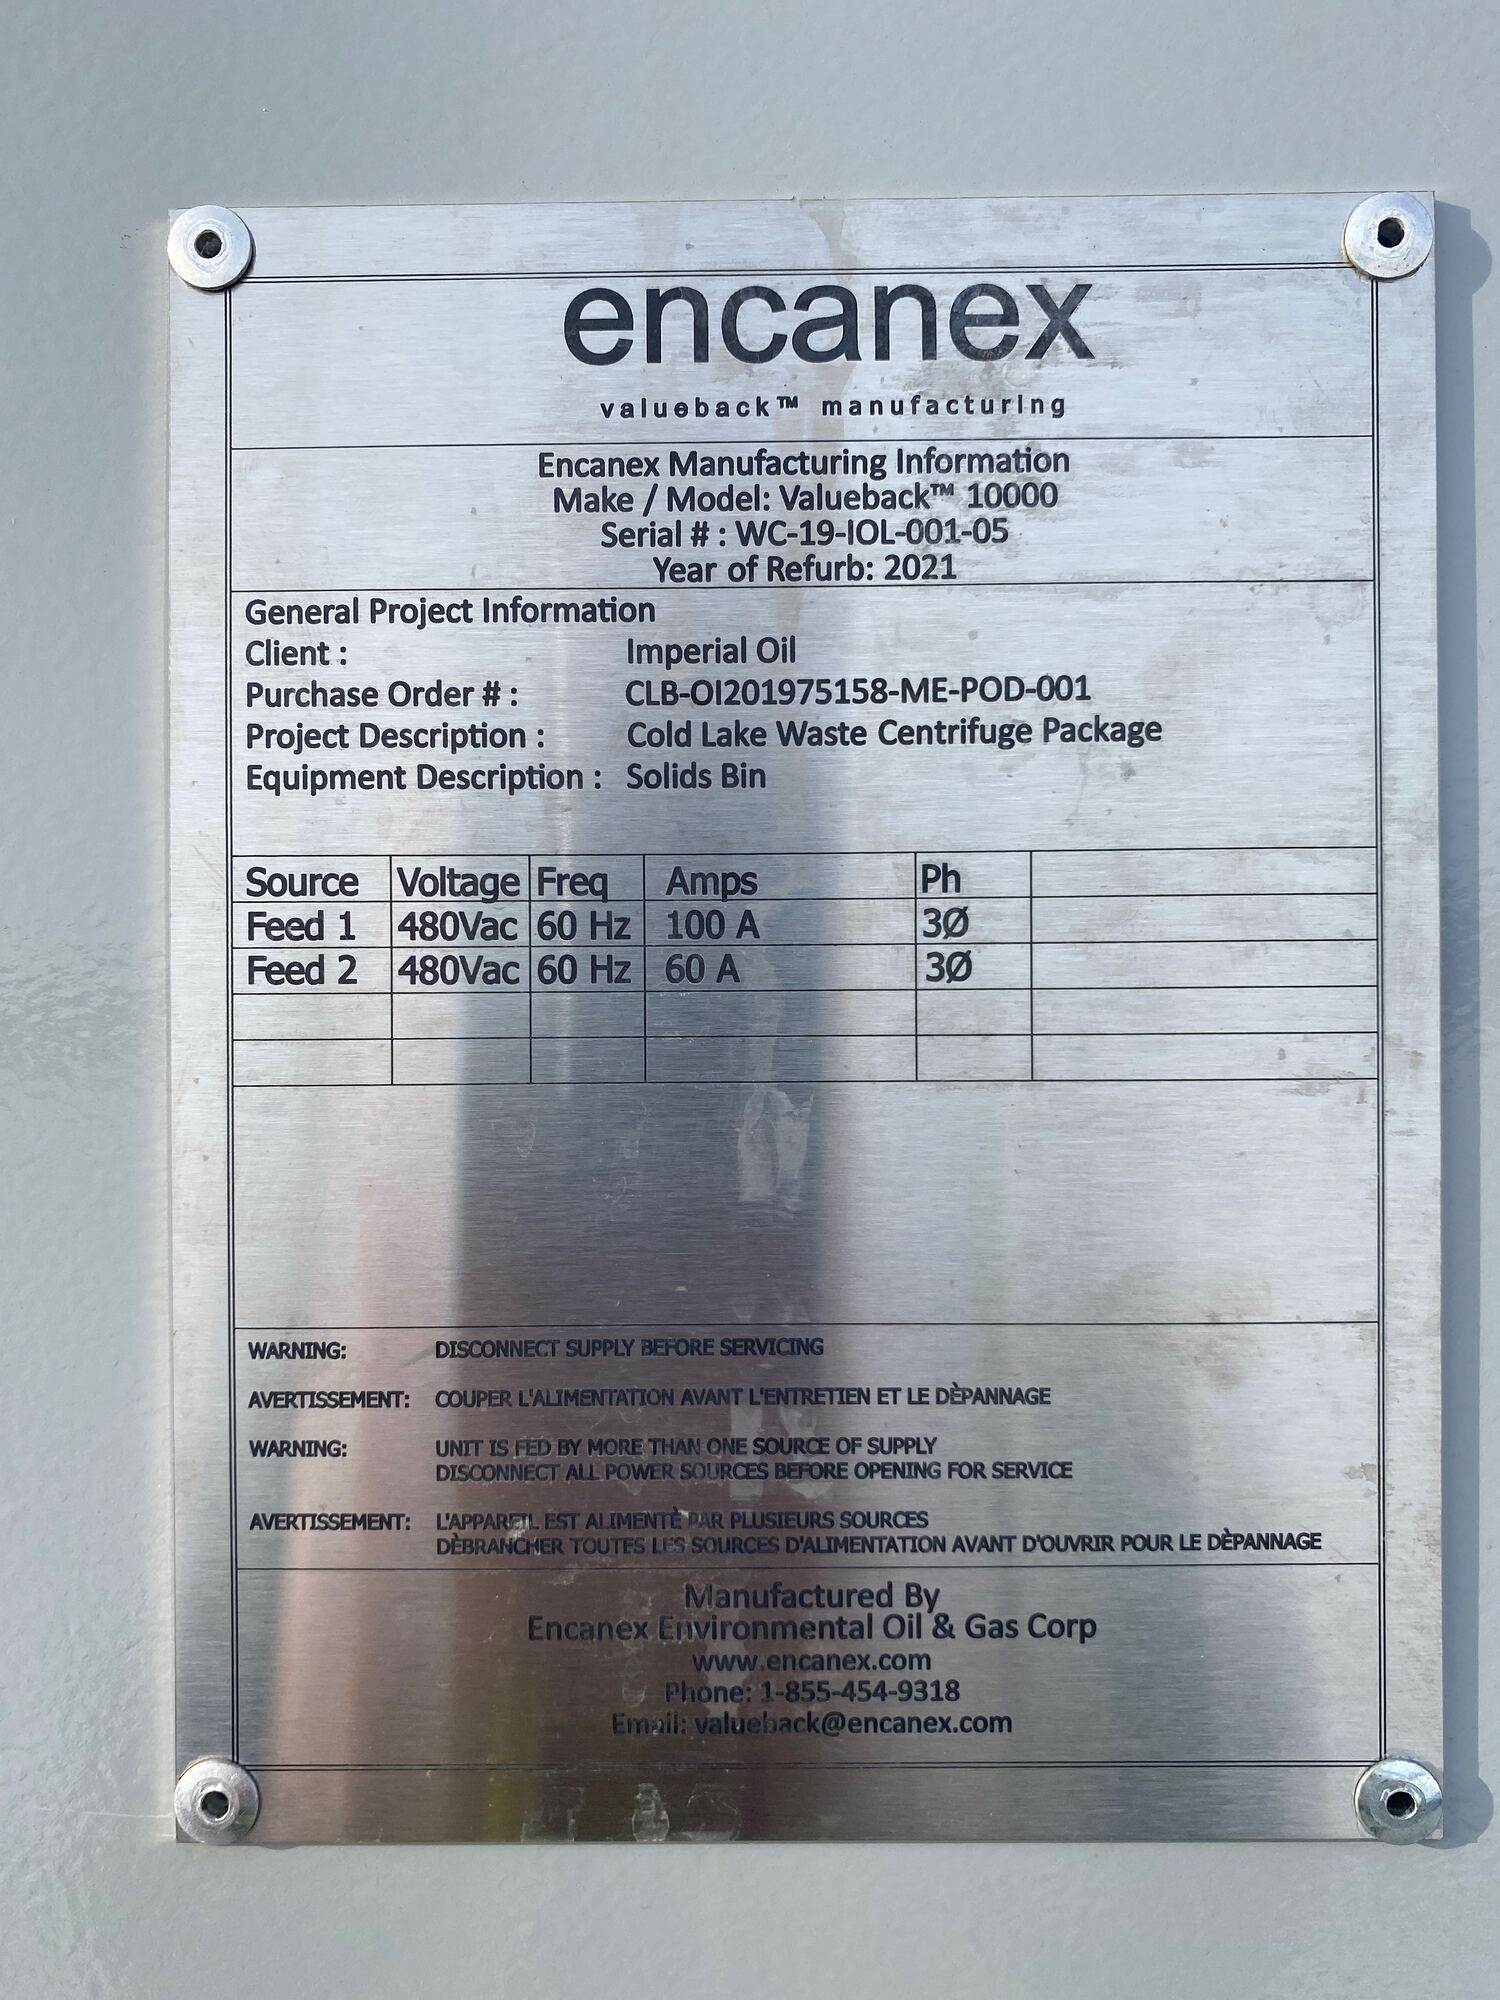 encanex
valueback™ manufacturing
Encanex Manufacturing Information
Make / Model: Valueback™ 10000
Serial # : WC-19-IOL-001-05
Year of Refurb: 2021
General Project Information
Client : Imperial Oil
Purchase Order # : CLB-OI201975158-ME-POD-001
Project Description : Cold Lake Waste Centrifuge Package
Equipment Description : Solids Bin
Source Voltage Freq Amps Ph
Feed 1 480Vac 60 Hz 100 A 3Ø
Feed 2 480Vac 60 Hz 60 A 3Ø
WARNING: DISCONNECT SUPPLY BEFORE SERVICING
AVERTISSEMENT: COUPER L'ALIMENTATION AVANT L'ENTRETIEN ET LE DÈPANNAGE
WARNING: UNIT IS FED BY MORE THAN ONE SOURCE OF SUPPLY
DISCONNECT ALL POWER SOURCES BEFORE OPENING FOR SERVICE
AVERTISSEMENT: L'APPAREIL EST ALIMENTÈ PAR PLUSIEURS SOURCES
DÈBRANCHER TOUTES LES SOURCES D'ALIMENTATION AVANT D'OUVRIR POUR LE DÈPANNAGE
Manufactured By
Encanex Environmental Oil & Gas Corp
www.encanex.com
Phone: 1-855-454-9318
Email: valueback@encanex.com